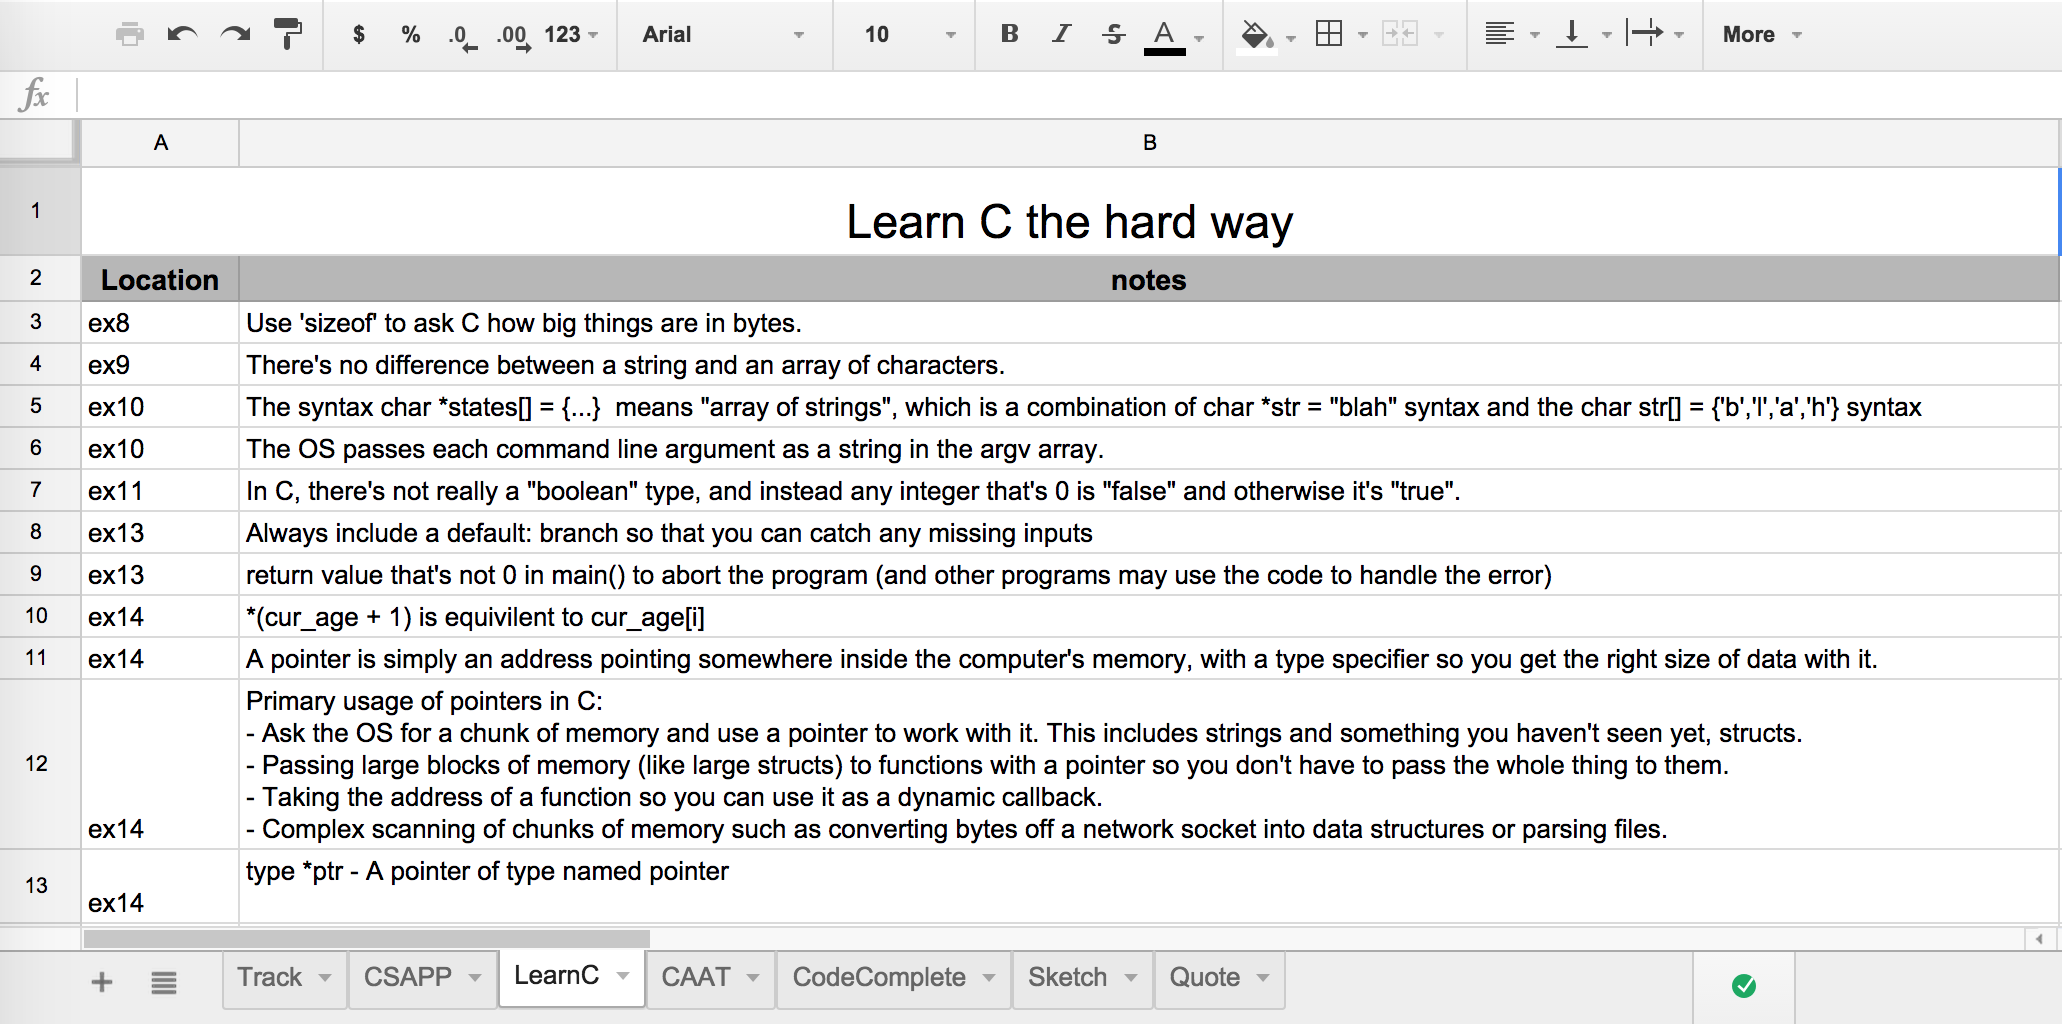 $ % .0 .00 123 Arial 10 B I S A More
fx
A B
1 Learn C the hard way
2 Location notes
3 ex8 Use 'sizeof' to ask C how big things are in bytes.
4 ex9 There's no difference between a string and an array of characters.
5 ex10 The syntax char *states[] = {...}  means "array of strings", which is a combination of char *str = "blah" syntax and the char str[] = {'b','l','a','h'} syntax
6 ex10 The OS passes each command line argument as a string in the argv array.
7 ex11 In C, there's not really a "boolean" type, and instead any integer that's 0 is "false" and otherwise it's "true".
8 ex13 Always include a default: branch so that you can catch any missing inputs
9 ex13 return value that's not 0 in main() to abort the program (and other programs may use the code to handle the error)
10 ex14 *(cur_age + 1) is equivilent to cur_age[i]
11 ex14 A pointer is simply an address pointing somewhere inside the computer's memory, with a type specifier so you get the right size of data with it.
Primary usage of pointers in C:
- Ask the OS for a chunk of memory and use a pointer to work with it. This includes strings and something you haven't seen yet, structs.
12 - Passing large blocks of memory (like large structs) to functions with a pointer so you don't have to pass the whole thing to them.
- Taking the address of a function so you can use it as a dynamic callback.
ex14 - Complex scanning of chunks of memory such as converting bytes off a network socket into data structures or parsing files.
13 type *ptr - A pointer of type named pointer
ex14
Track CSAPP LearnC CAAT CodeComplete Sketch Quote